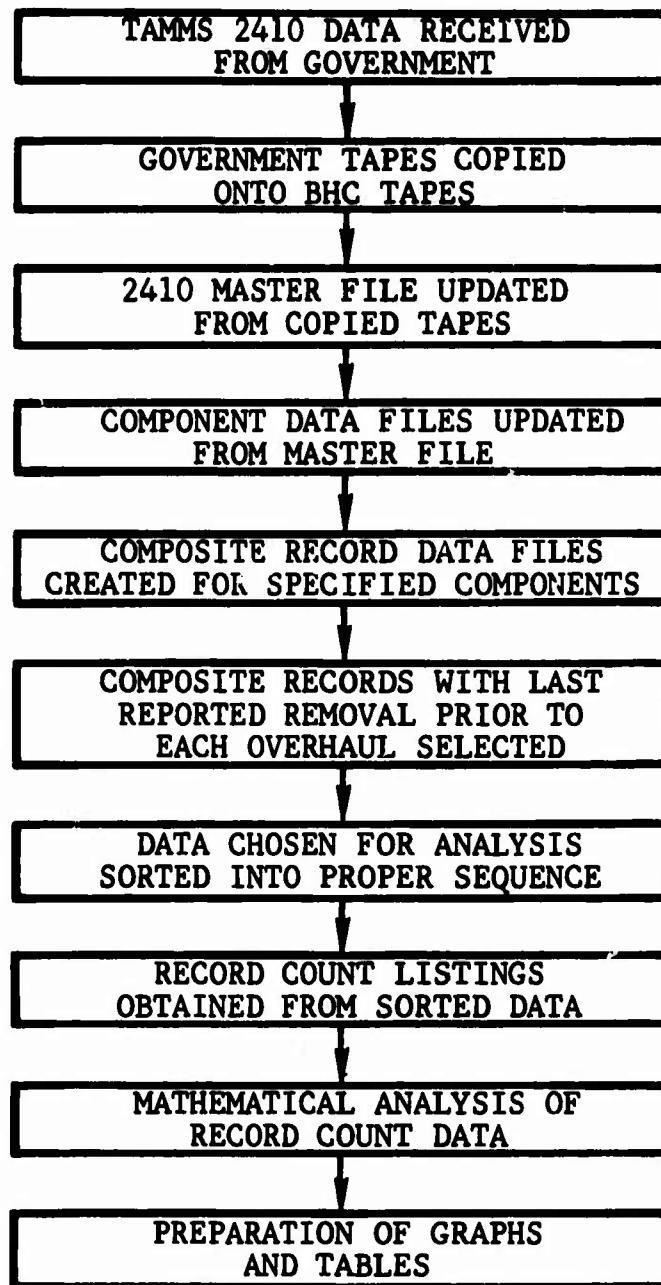 TAMMS 2410 DATA RECEIVED
FROM GOVERNMENT
GOVERNMENT TAPES COPIED
ONTO BHC TAPES
2410 MASTER FILE UPDATED
FROM COPIED TAPES
COMPONENT DATA FILES UPDATED
FROM MASTER FILE
COMPOSITE RECORD DATA FILES
CREATED FOR SPECIFIED COMPONENTS
COMPOSITE RECORDS WITH LAST
REPORTED REMOVAL PRIOR TO
EACH OVERHAUL SELECTED
DATA CHOSEN FOR ANALYSIS
SORTED INTO PROPER SEQUENCE
RECORD COUNT LISTINGS
OBTAINED FROM SORTED DATA
MATHEMATICAL ANALYSIS OF
RECORD COUNT DATA
PREPARATION OF GRAPHS
AND TABLES